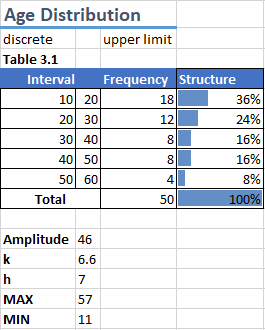 Age Distribution
discrete upper limit
Table 3.1
Interval Frequency Structure
10 20 18 36%
20 30 12 24%
30 40 8 16%
40 50 8 16%
50 60 4 8%
Total 50 100%
Amplitude 46
k 6.6
h 7
MAX 57
MIN 11